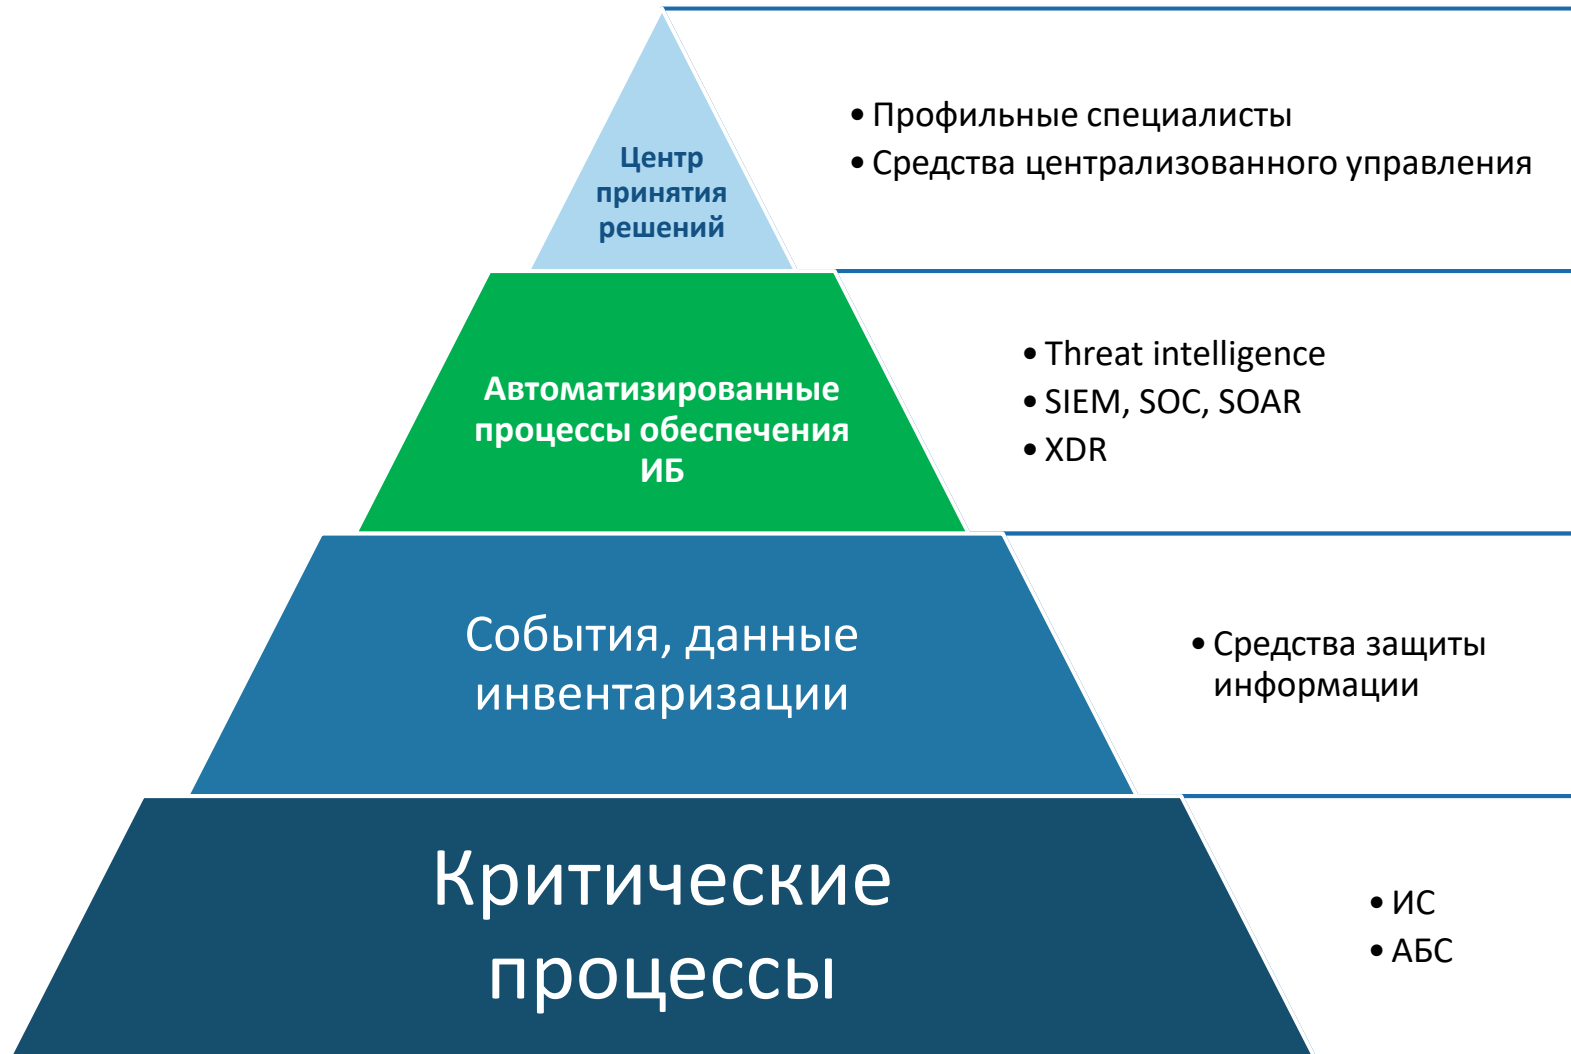 Центр
принятия
решений
• Профильные специалисты
• Средства централизованного управления
Автоматизированные
процессы обеспечения
ИБ
• Threat intelligence
• SIEM, SOC, SOAR
• XDR
События, данные
инвентаризации
• Средства защиты
информации
Критические
процессы
• ИС
• АБС